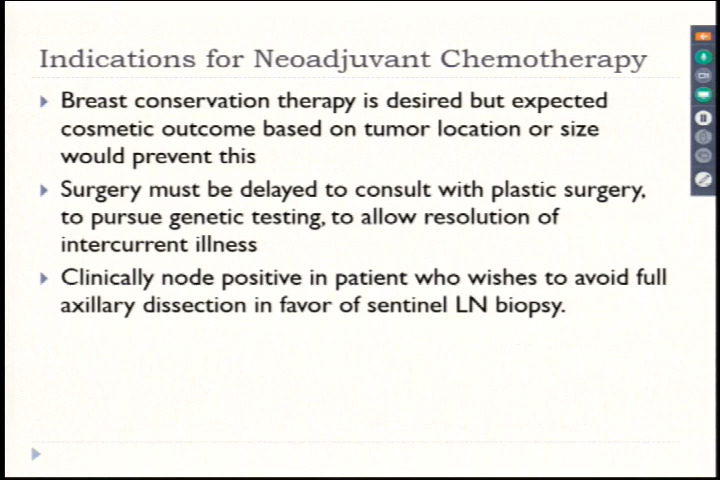 Indications for Neoadjuvant Chemotherapy
Breast conservation therapy is desired but expected
cosmetic outcome based on tumor location or size
would prevent this
Surgery must be delayed to consult with plastic surgery,
to pursue genetic testing, to allow resolution of
intercurrent illness
Clinically node positive in patient who wishes to avoid full
axillary dissection in favor of sentinel LN biopsy.